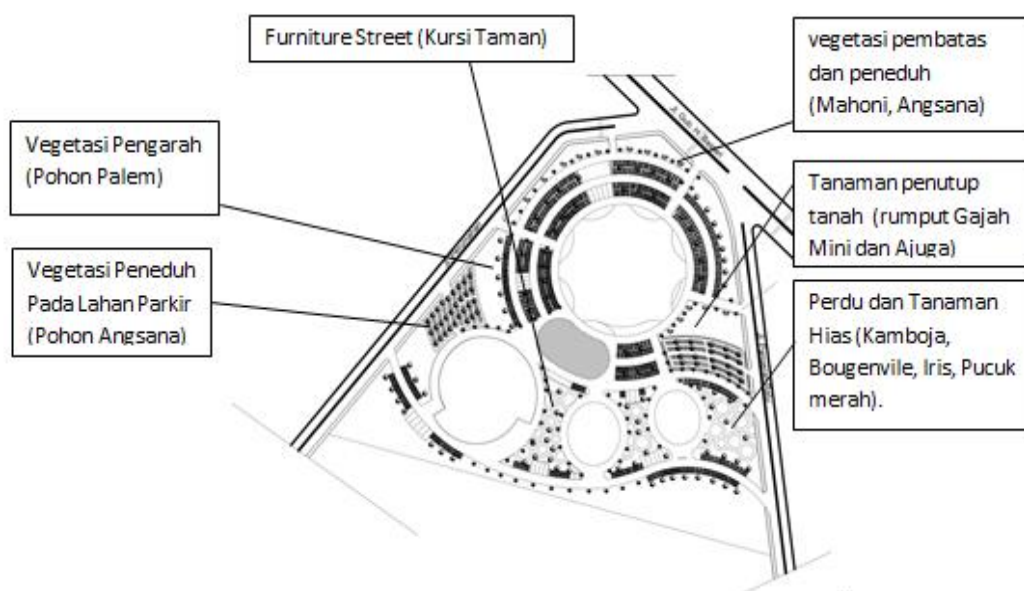 Furniture Street (Kursi Taman)
vegetasi pembatas
dan peneduh
(Mahoni, Angsana)
Vegetasi Pengarah
(Pohon Palem)
Tanaman penutup
tanah (rumput Gajah
Mini dan Ajuga)
Vegetasi Peneduh
Pada Lahan Parkir
(Pohon Angsana)
Perdu dan Tanaman
Hias (Kamboja,
Bougenvile, Iris, Pucuk
merah).